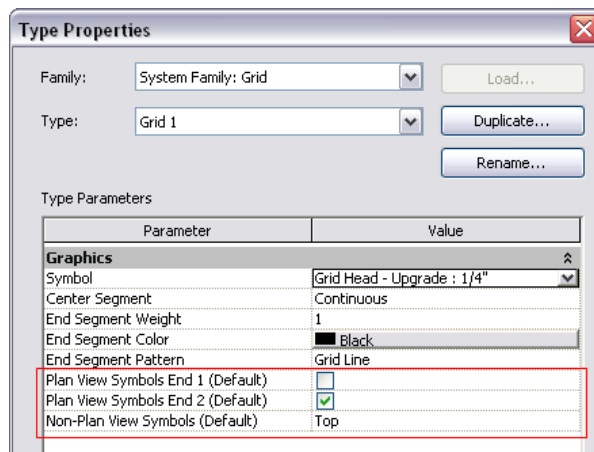 Type Properties
Family: System Family: Grid Load...
Type: Grid 1 Duplicate...
Rename...
Type Parameters
Parameter Value
Graphics
Symbol Grid Head - Upgrade : 1/4"
Center Segment Continuous
End Segment Weight 1
End Segment Color Black
End Segment Pattern Grid Line
Plan View Symbols End 1 (Default)
Plan View Symbols End 2 (Default)
Non-Plan View Symbols (Default) Top